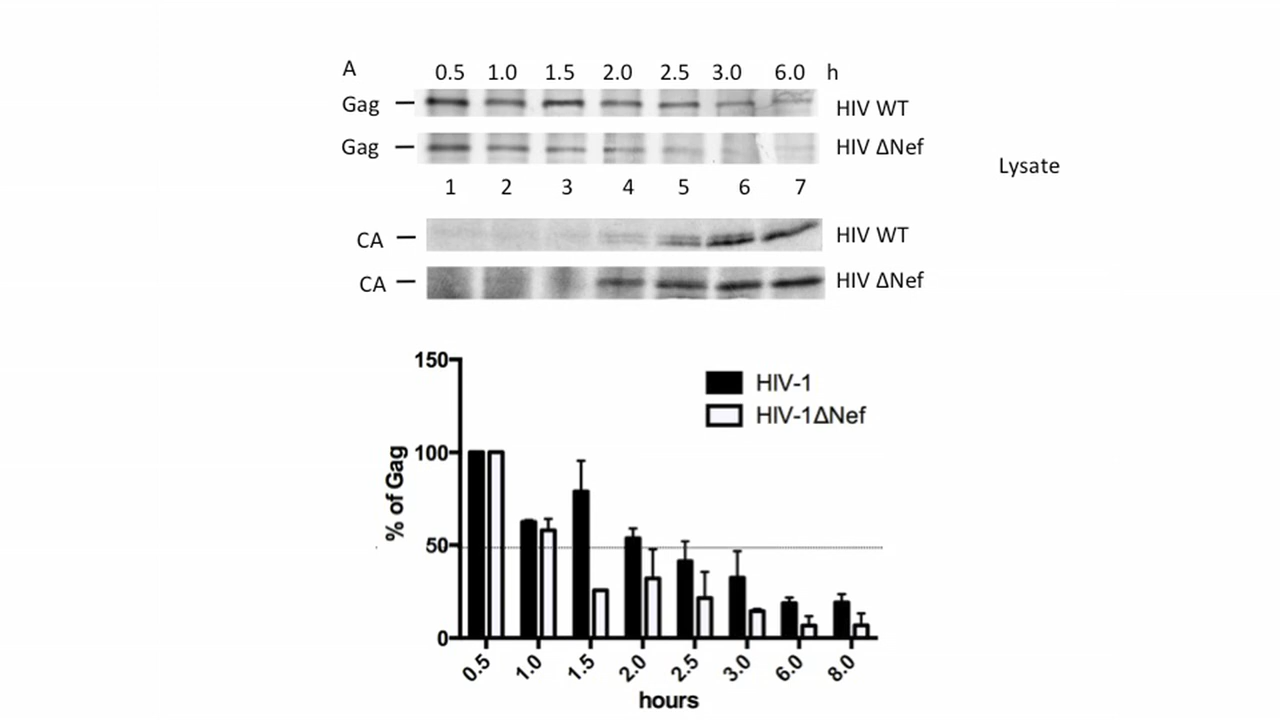 A
0.5 1.0 1.5 2.0 2.5 3.0 6.0 h
Gag HIV WT
Gag HIV ΔNef
Lysate
1 2 3 4 5 6 7
CA HIV WT
CA HIV ΔNef
150
100
50
0
% of Gag
HIV-1
HIV-1ΔNef
0.5 1.0 1.5 2.0 2.5 3.0 6.0 8.0
hours